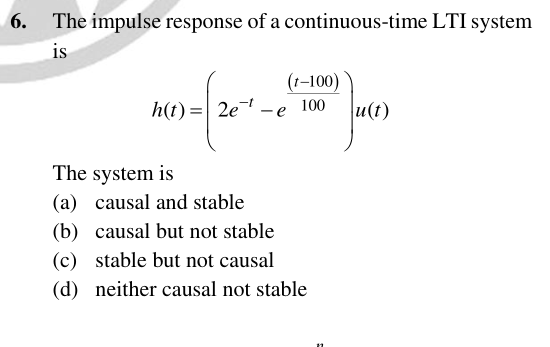 6. The impulse response of a continuous-time LTI system
is
h(t) = (2e^{-t} – e^{(t–100)/100})u(t)
The system is
(a) causal and stable
(b) causal but not stable
(c) stable but not causal
(d) neither causal not stable
n